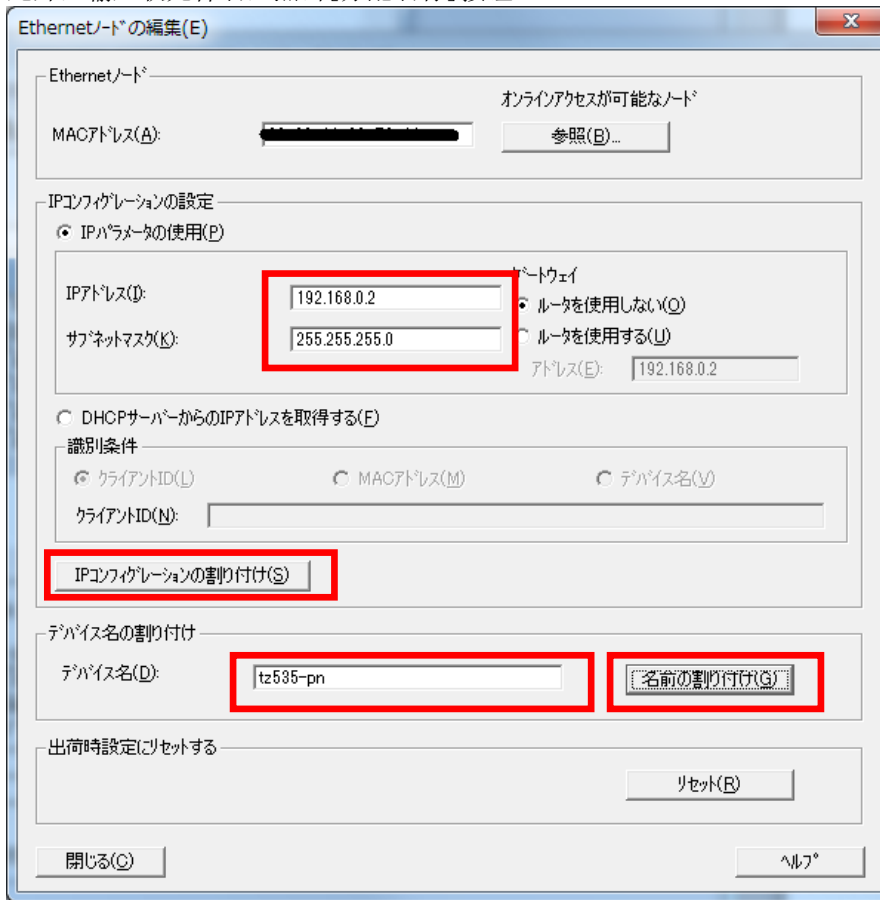 Ethernetノードの編集(E)
Ethernetノード
オンラインアクセスが可能なノード
MACアドレス(A):
参照(B)...
IPコンフィグレーションの設定
IPパラメータの使用(P)
ゲートウェイ
IPアドレス(I): 192.168.0.2
ルータを使用しない(O)
サブネットマスク(K): 255.255.255.0
ルータを使用する(U)
アドレス(E): 192.168.0.2
DHCPサーバーからのIPアドレスを取得する(F)
識別条件
クライアントID(L) MACアドレス(M) デバイス名(V)
クライアントID(N):
IPコンフィグレーションの割り付け(S)
デバイス名の割り付け
デバイス名(D): tz535-pn 名前の割り付け(G)
出荷時設定にリセットする
リセット(R)
閉じる(C) ヘルプ